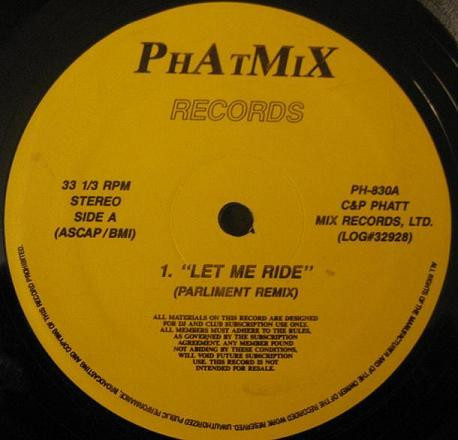 PHATMIX
RECORDS
33 1/3 RPM
STEREO
SIDE A
(ASCAP/BMI)
PH-830A
C&P PHATT
MIX RECORDS, LTD.
(LOG#32928)
1. "LET ME RIDE"
(PARLIMENT REMIX)
ALL MATERIALS ON THIS RECORD ARE DESIGNED
FOR DJ AND CLUB SUBSCRIPTION USE ONLY.
ALL MEMBERS MUST ADHERE TO THE RULES,
AS GOVERNED BY THE SUBSCRIPTION
AGREEMENT. ANY MEMBER FOUND
NOT ABIDING BY THESE CONDITIONS,
WILL VOID FUTURE SUBSCRIPTION
USE. THIS RECORD IS NOT
INTENDED FOR RESALE.
ALL RIGHTS OF THE MANUFACTURER AND OF THE OWNER OF THE RECORDED WORK RESERVED. UNAUTHORIZED PUBLIC PERFORMANCE, BROADCASTING AND COPYING OF THIS RECORD PROHIBITED.